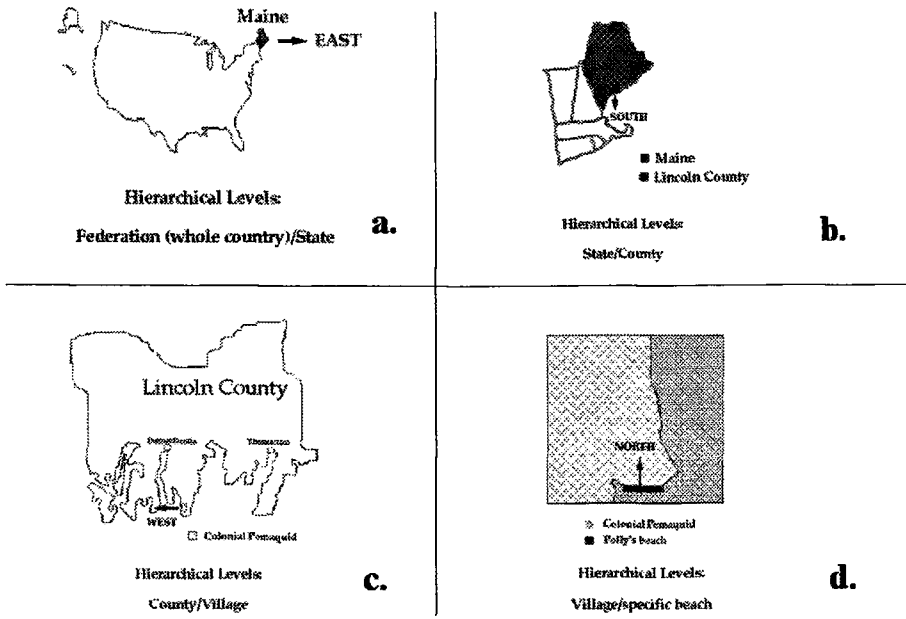 Maine
EAST
Hierarchical Levels:
Federation (whole country)/State
a.
SOUTH
Maine
Lincoln County
Hierarchical Levels:
State/County
b.
Lincoln County
Damariscotta Thomaston
WEST
Colonial Pemaquid
Hierarchical Levels:
County/Village
c.
NORTH
Colonial Pemaquid
Polly's beach
Hierarchical Levels:
Village/specific beach
d.